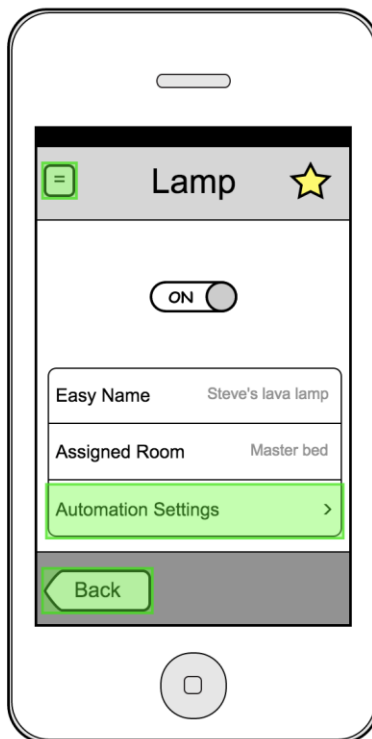 = Lamp
ON
Easy Name Steve's lava lamp
Assigned Room Master bed
Automation Settings >
Back